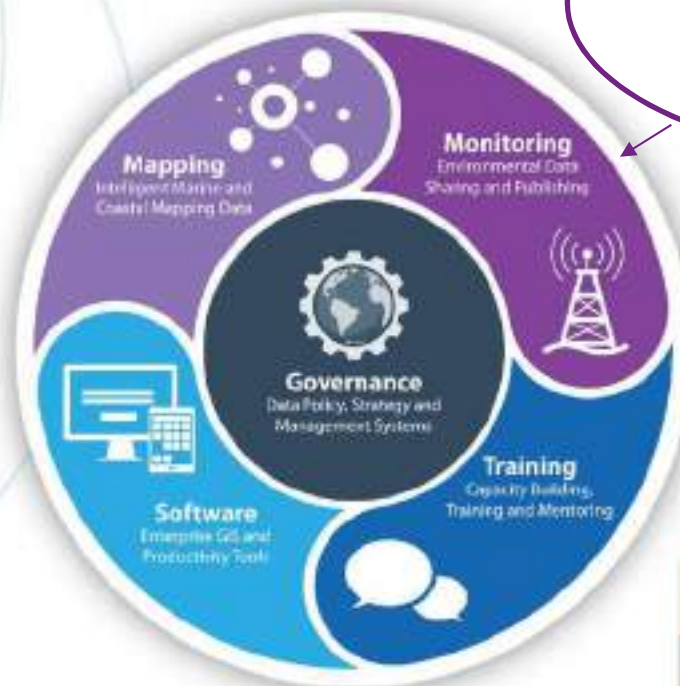 Mapping
Intelligent Marine and
Coastal Mapping Data
Monitoring
Environmental Data
Sharing and Publishing
Governance
Data Policy, Strategy and
Management Systems
Software
Enterprise GIS and
Productivity Tools
Training
Capacity Building,
Training and Mentoring